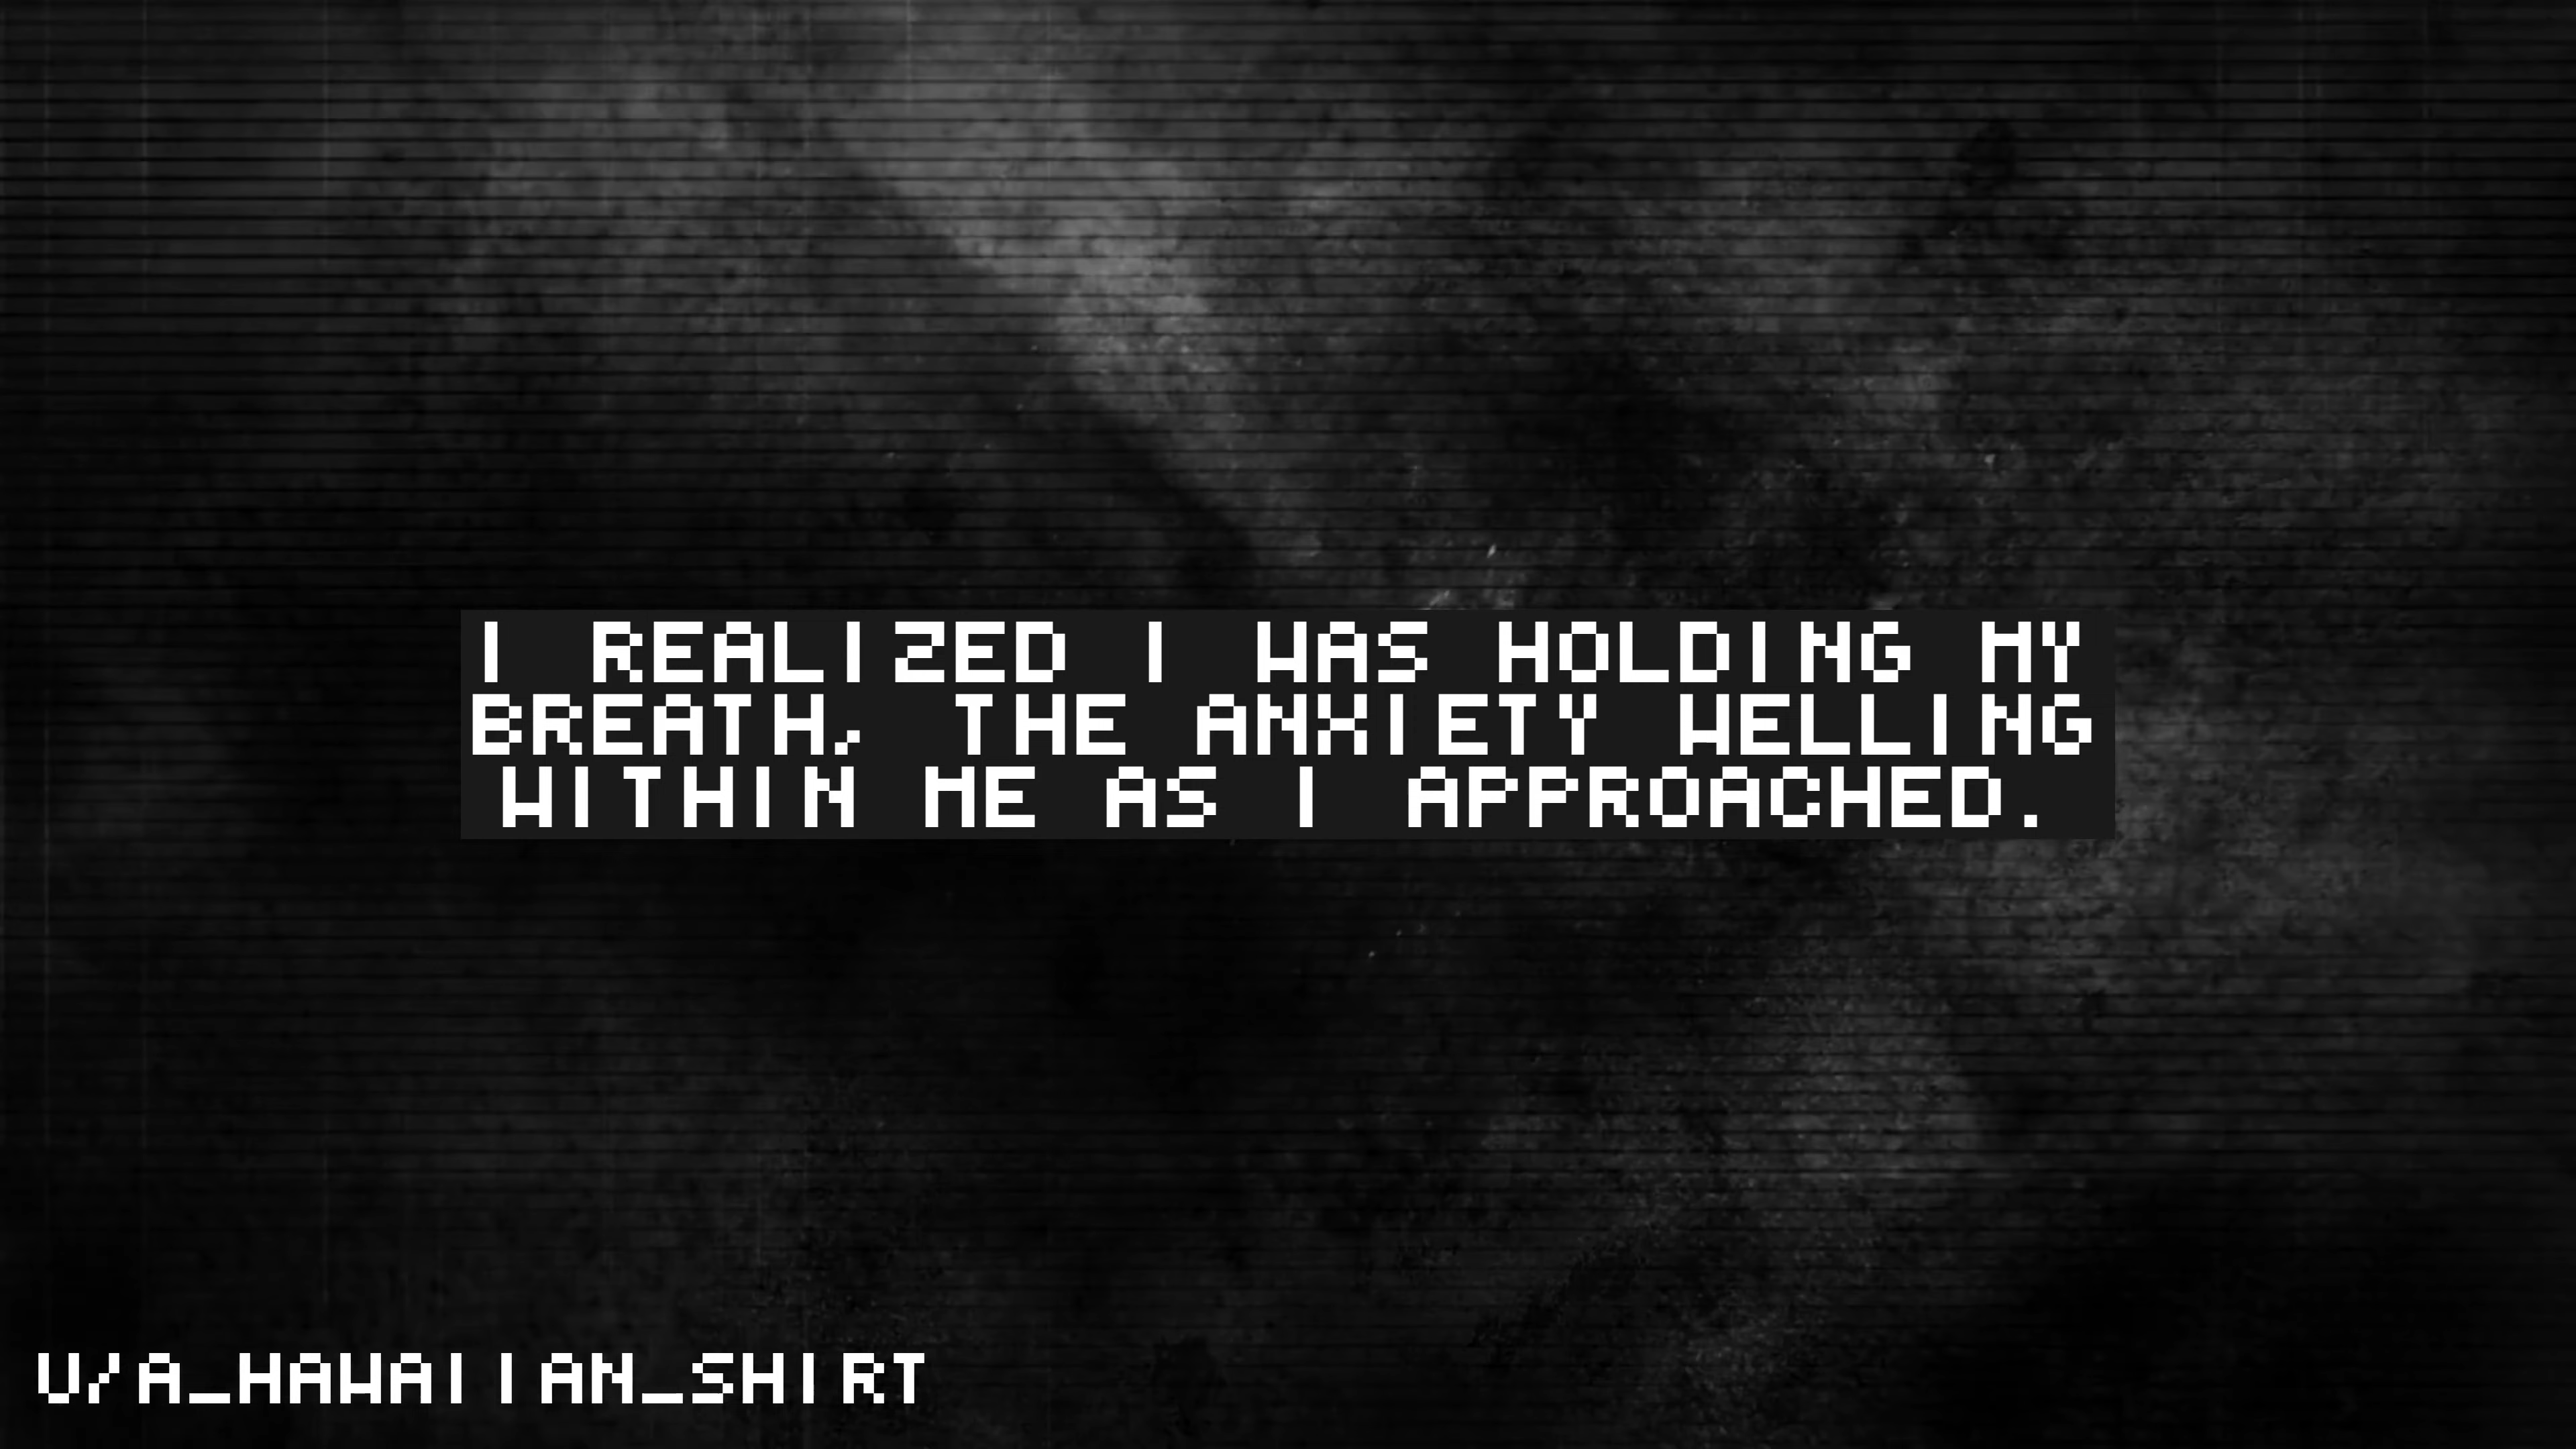 I REALIZED I WAS HOLDING MY
BREATH, THE ANXIETY WELLING
WITHIN ME AS I APPROACHED.
U/A_HAWAIIAN_SHIRT